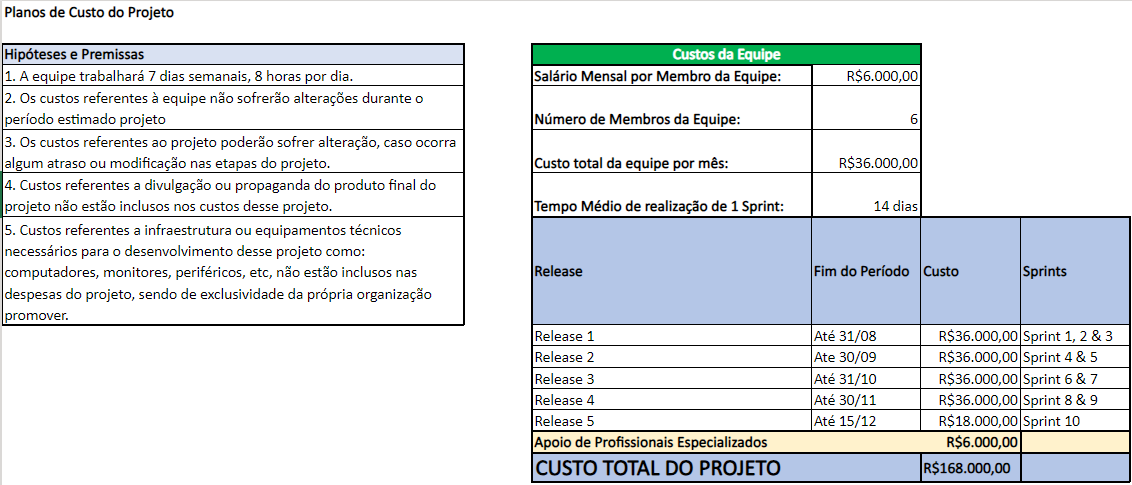 Planos de Custo do Projeto
Hipóteses e Premissas
1. A equipe trabalhará 7 dias semanais, 8 horas por dia.
2. Os custos referentes à equipe não sofrerão alterações durante o
período estimado projeto
3. Os custos referentes ao projeto poderão sofrer alteração, caso ocorra
algum atraso ou modificação nas etapas do projeto.
4. Custos referentes a divulgação ou propaganda do produto final do
projeto não estão inclusos nos custos desse projeto.
5. Custos referentes a infraestrutura ou equipamentos técnicos
necessários para o desenvolvimento desse projeto como:
computadores, monitores, periféricos, etc, não estão inclusos nas
despesas do projeto, sendo de exclusividade da própria organização
promover.
Custos da Equipe
Salário Mensal por Membro da Equipe: R$6.000,00
Número de Membros da Equipe: 6
Custo total da equipe por mês: R$36.000,00
Tempo Médio de realização de 1 Sprint: 14 dias
Release Fim do Período Custo Sprints
Release 1 Até 31/08 R$36.000,00 Sprint 1, 2 & 3
Release 2 Ate 30/09 R$36.000,00 Sprint 4 & 5
Release 3 Até 31/10 R$36.000,00 Sprint 6 & 7
Release 4 Até 30/11 R$36.000,00 Sprint 8 & 9
Release 5 Até 15/12 R$18.000,00 Sprint 10
Apoio de Profissionais Especializados R$6.000,00
CUSTO TOTAL DO PROJETO R$168.000,00